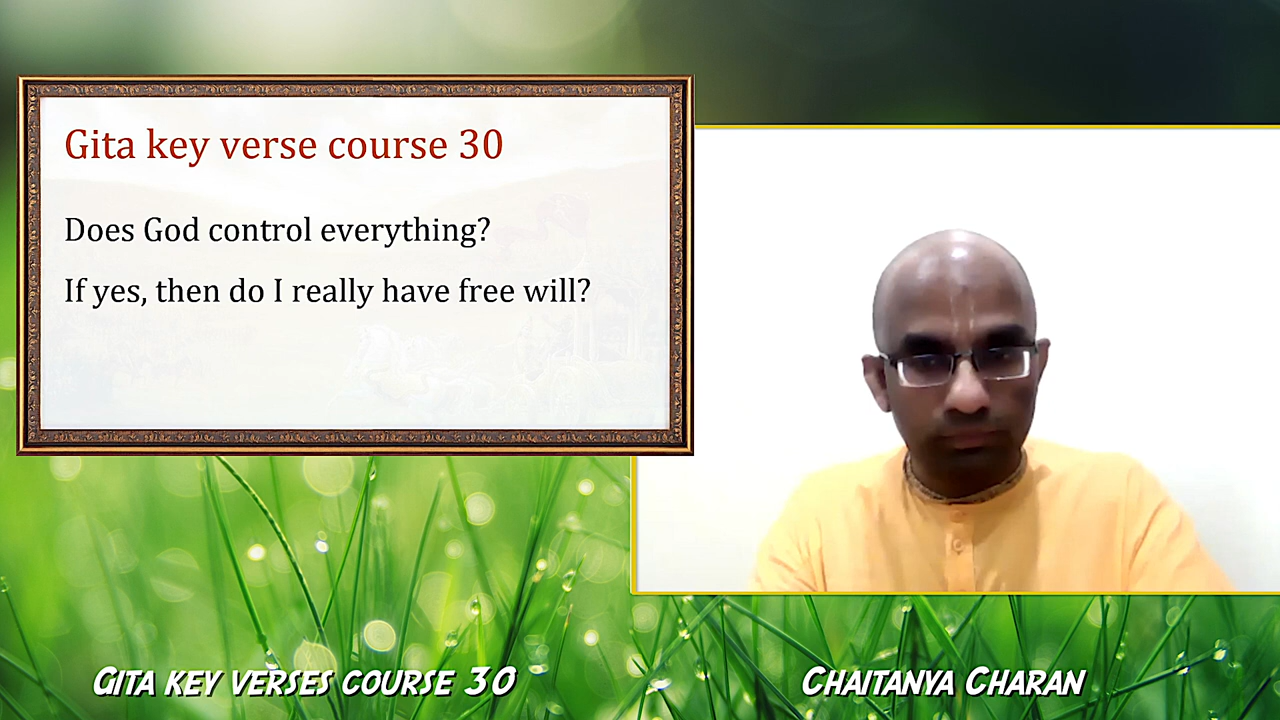 Gita key verse course 30
Does God control everything?
If yes, then do I really have free will?
Gita key verses course 30
Chaitanya Charan